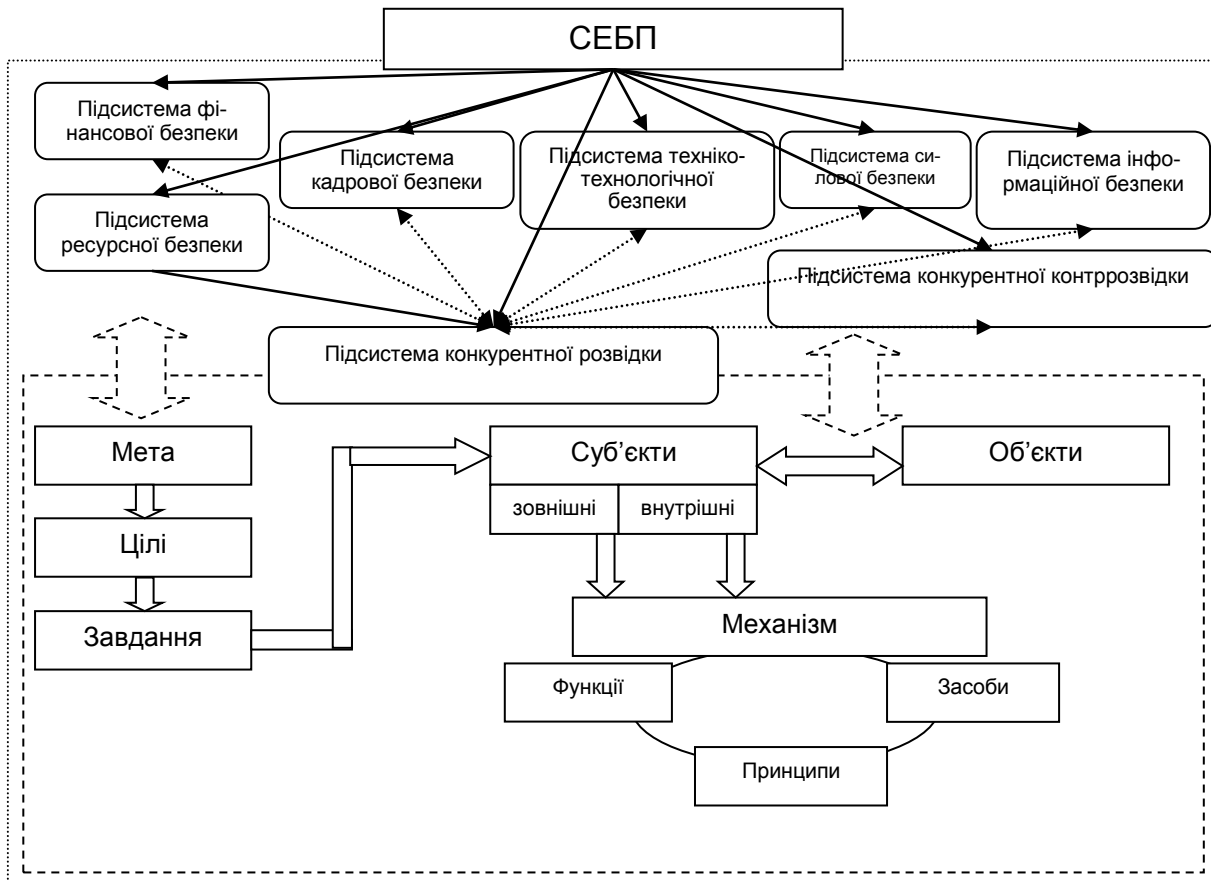 СЕБП
Підсистема фі-
нансової безпеки
Підсистема
кадрової безпеки
Підсистема техніко-
технологічної
безпеки
Підсистема си-
лової безпеки
Підсистема інфо-
рмаційної безпеки
Підсистема
ресурсної безпеки
Підсистема конкурентної контррозвідки
Підсистема конкурентної розвідки
Мета
Суб’єкти
Об’єкти
зовнішні
внутрішні
Цілі
Завдання
Механізм
Функції
Засоби
Принципи